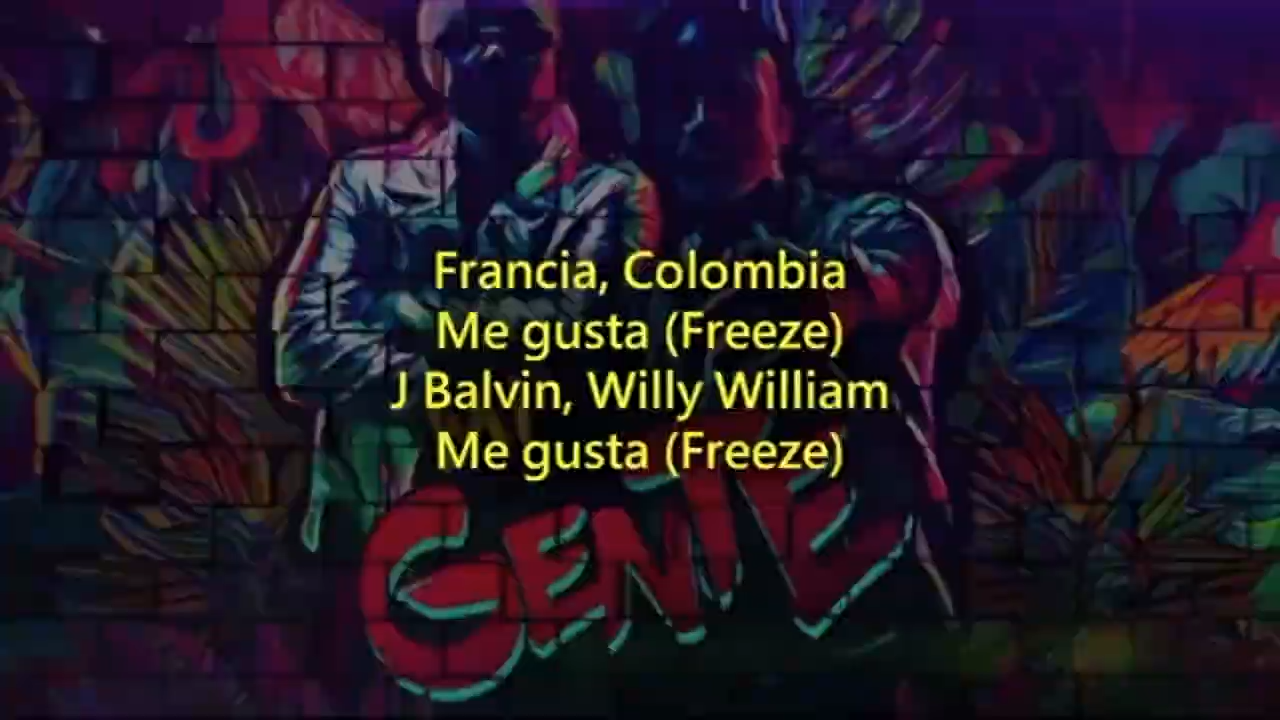 Francia, Colombia
Me gusta (Freeze)
J Balvin, Willy William
Me gusta (Freeze)
GENTE